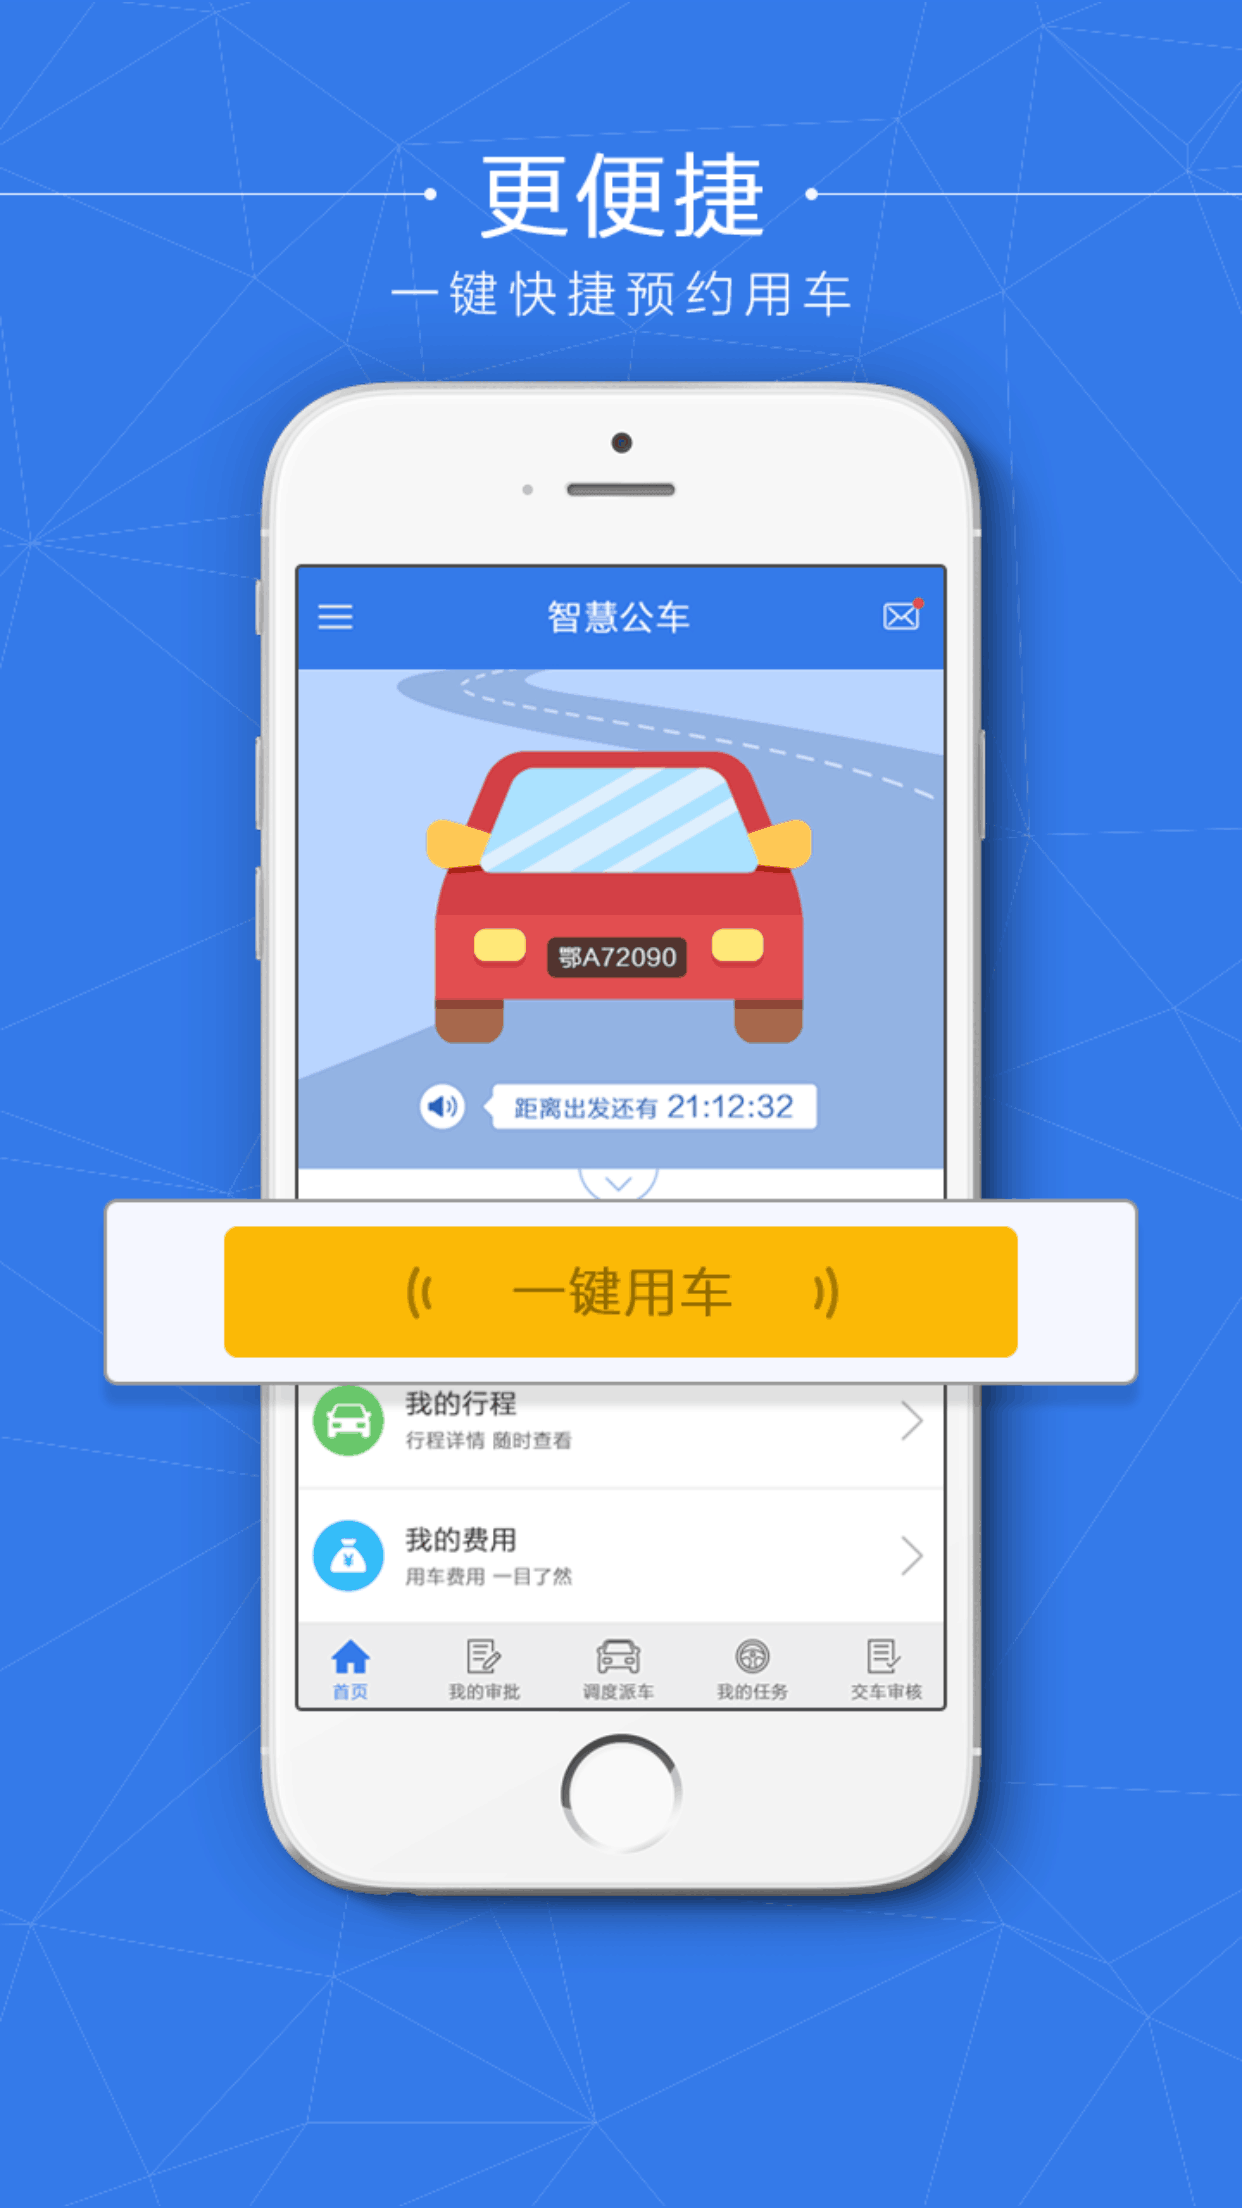 更便捷
一键快捷预约用车
智慧公车
鄂A72090
距离出发还有 21:12:32
一键用车
我的行程
行程详情 随时查看
我的费用
用车费用 一目了然
首页 我的审批 调度派车 我的任务 交车审核